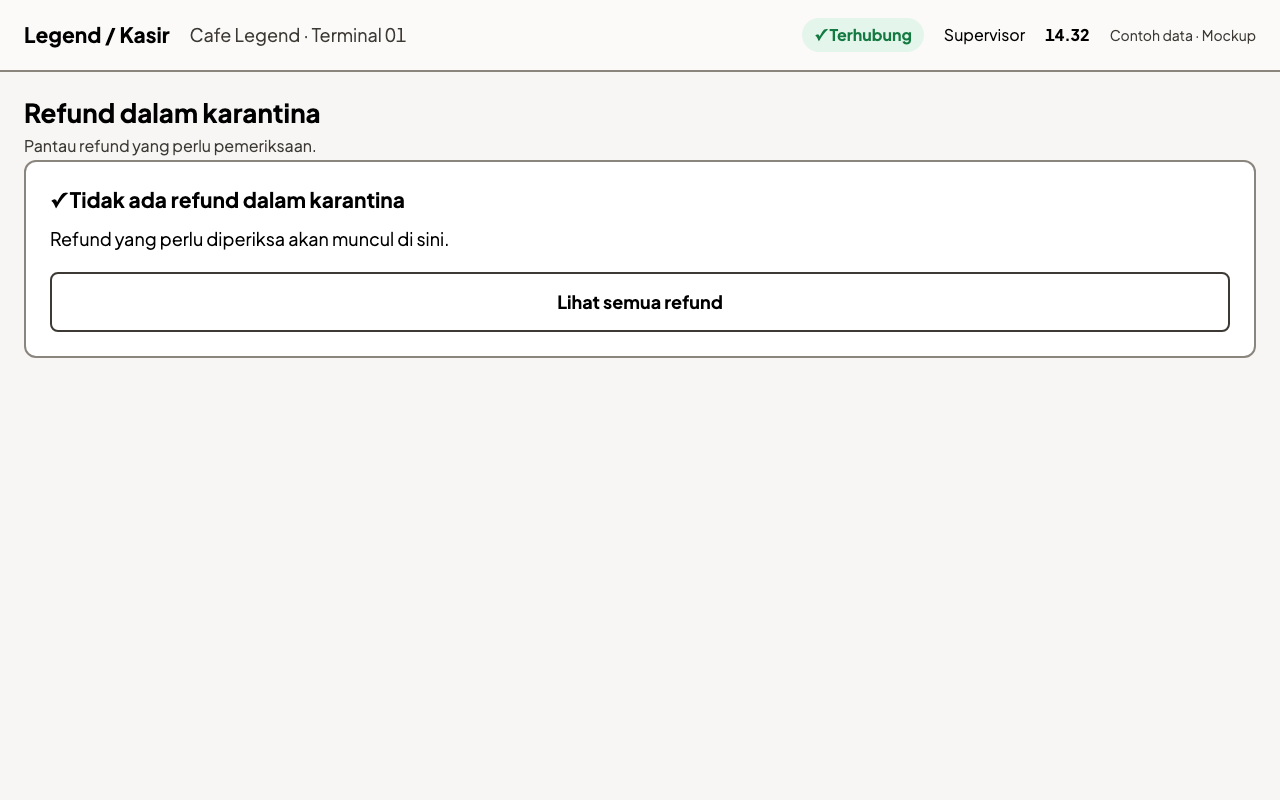 Legend / Kasir Cafe Legend · Terminal 01 ✓Terhubung Supervisor 14.32 Contoh data · Mockup
Refund dalam karantina
Pantau refund yang perlu pemeriksaan.
✓Tidak ada refund dalam karantina
Refund yang perlu diperiksa akan muncul di sini.
Lihat semua refund